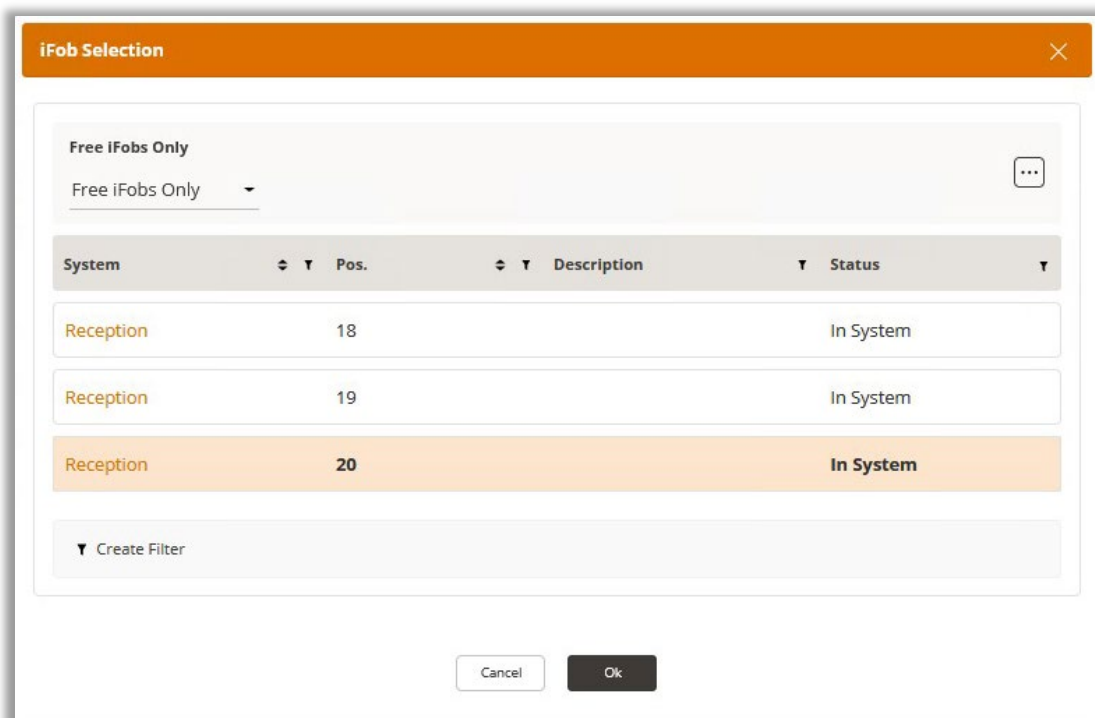 iFob Selection
Free iFobs Only
Free iFobs Only
System Pos. Description Status
Reception 18 In System
Reception 19 In System
Reception 20 In System
Create Filter
Cancel Ok